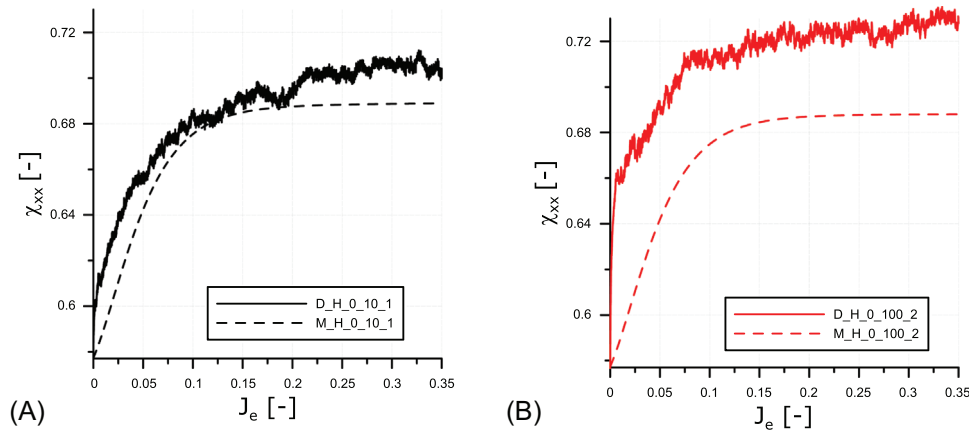 0.72
0.68
0.64
0.6
χxx [-]
D_H_0_10_1
M_H_0_10_1
0 0.05 0.1 0.15 0.2 0.25 0.3 0.35
(A) Je [-]
0.72
0.68
0.64
0.6
χxx [-]
D_H_0_100_2
M_H_0_100_2
0 0.05 0.1 0.15 0.2 0.25 0.3 0.35
(B) Je [-]